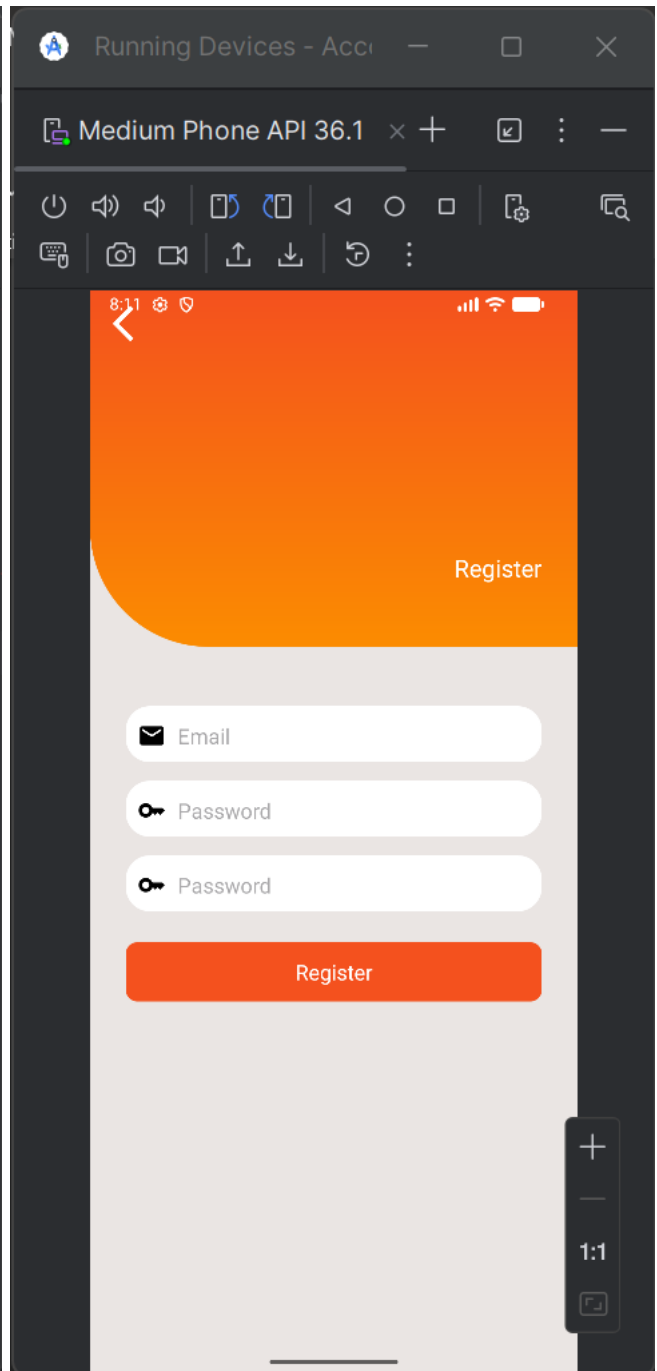 Running Devices - Acc
Medium Phone API 36.1
8:11
Register
Email
Password
Password
Register
1:1